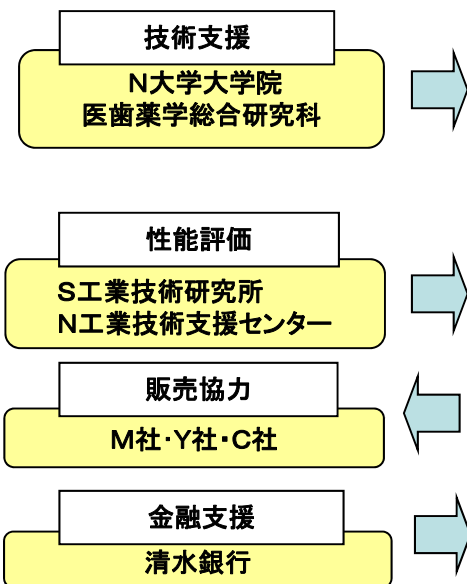 技術支援
N大学大学院
医歯薬学総合研究科
性能評価
S工業技術研究所
N工業技術支援センター
販売協力
M社・Y社・C社
金融支援
清水銀行